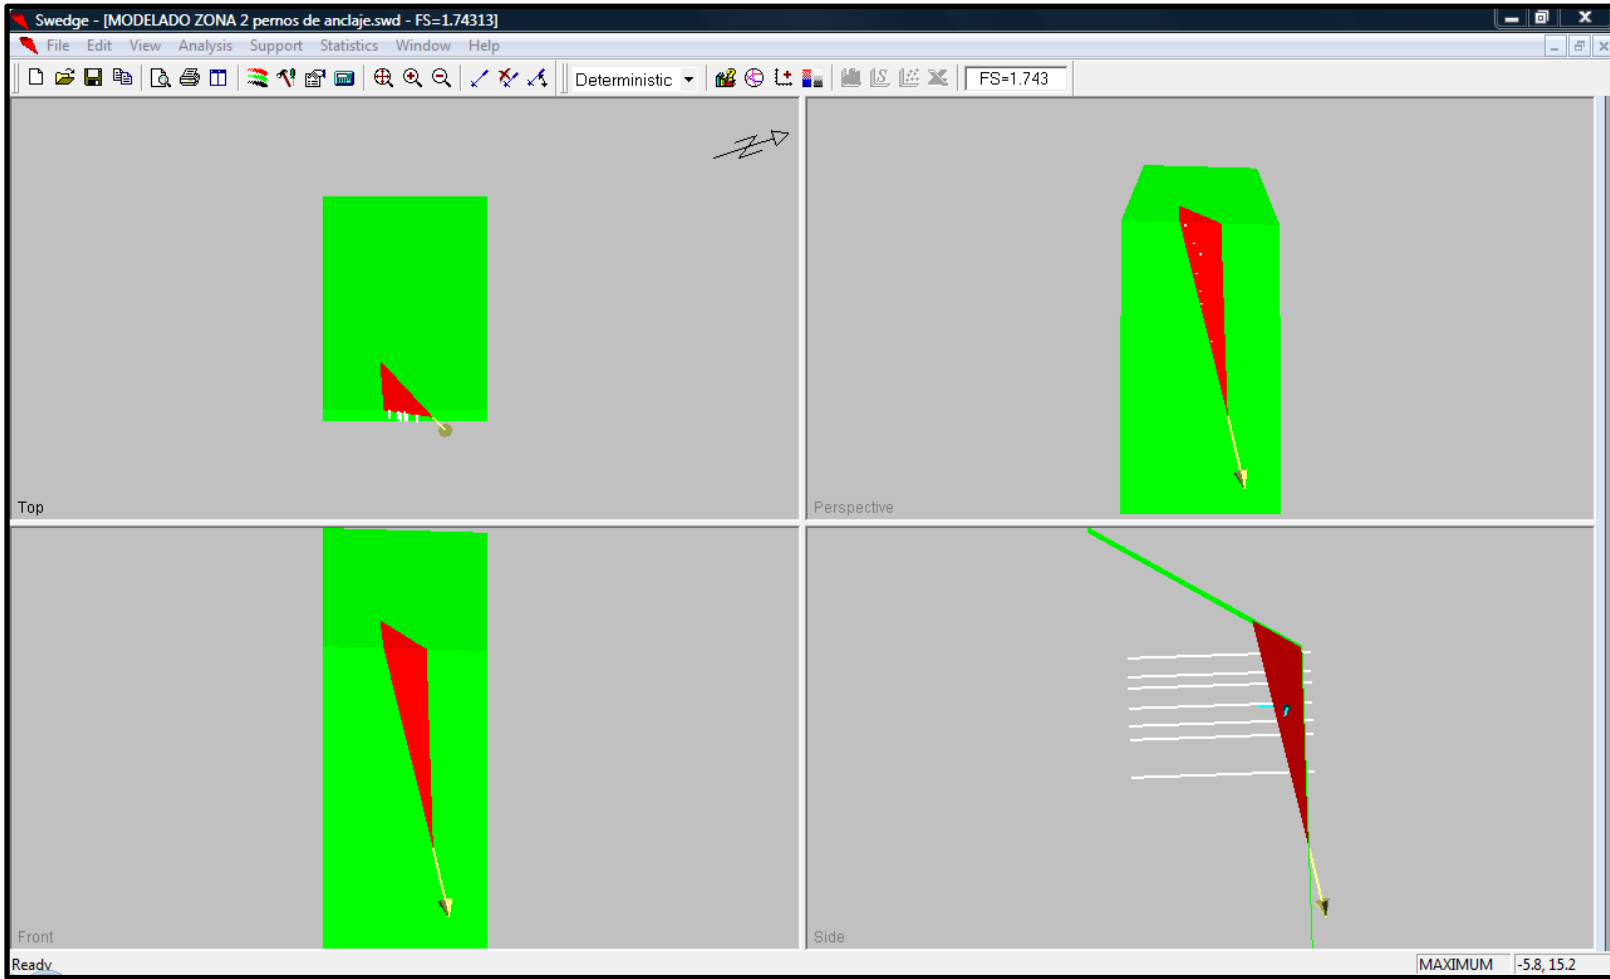 Swedge - [MODELADO ZONA 2 pernos de anclaje.swd - FS=1.74313]
File Edit View Analysis Support Statistics Window Help
Deterministic FS=1.743
Top
Perspective
Front
Side
Ready MAXIMUM -5.8, 15.2